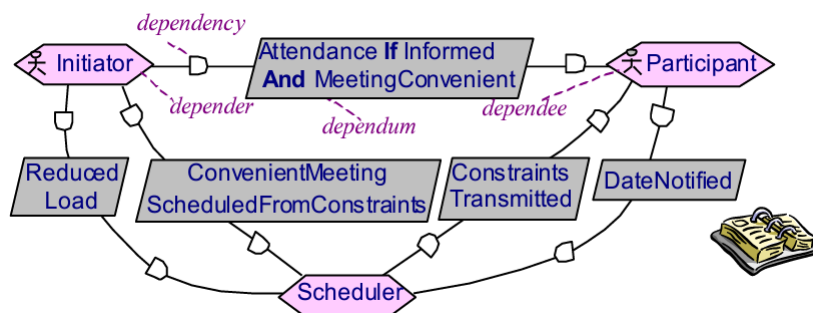 dependency
Initiator
Attendance If Informed
And MeetingConvenient
Participant
depender
dependum
dependee
Reduced
Load
ConvenientMeeting
ScheduledFromConstraints
Constraints
Transmitted
DateNotified
Scheduler